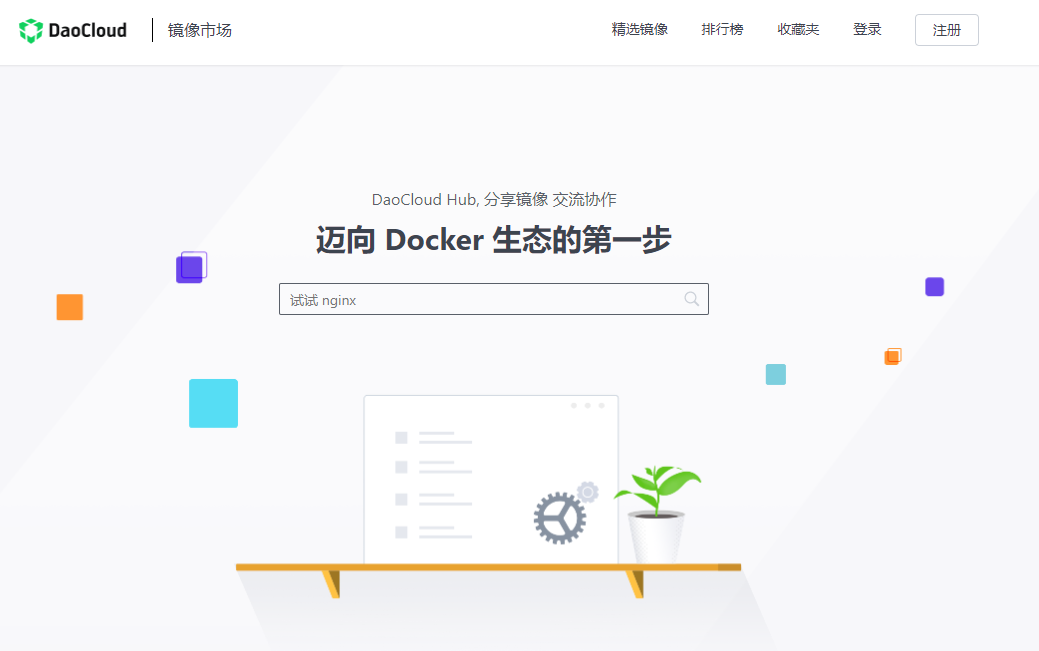 DaoCloud 镜像市场 精选镜像 排行榜 收藏夹 登录 注册
DaoCloud Hub, 分享镜像 交流协作
迈向 Docker 生态的第一步
试试 nginx